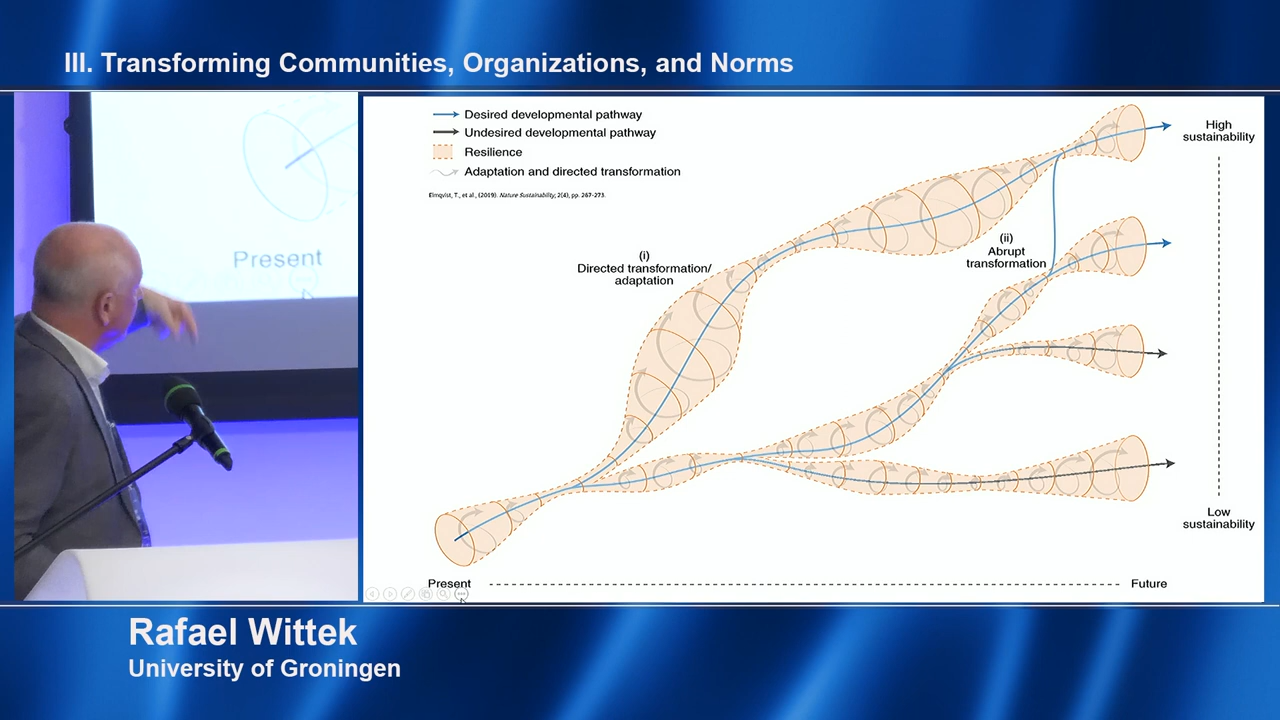 III. Transforming Communities, Organizations, and Norms
Present
Desired developmental pathway
Undesired developmental pathway
Resilience
Adaptation and directed transformation
Elmqvist, T., et al., (2019). Nature Sustainability, 2(4), pp. 267-273.
(i)
Directed transformation/
adaptation
(ii)
Abrupt
transformation
High
sustainability
Low
sustainability
Present
Future
Rafael Wittek
University of Groningen